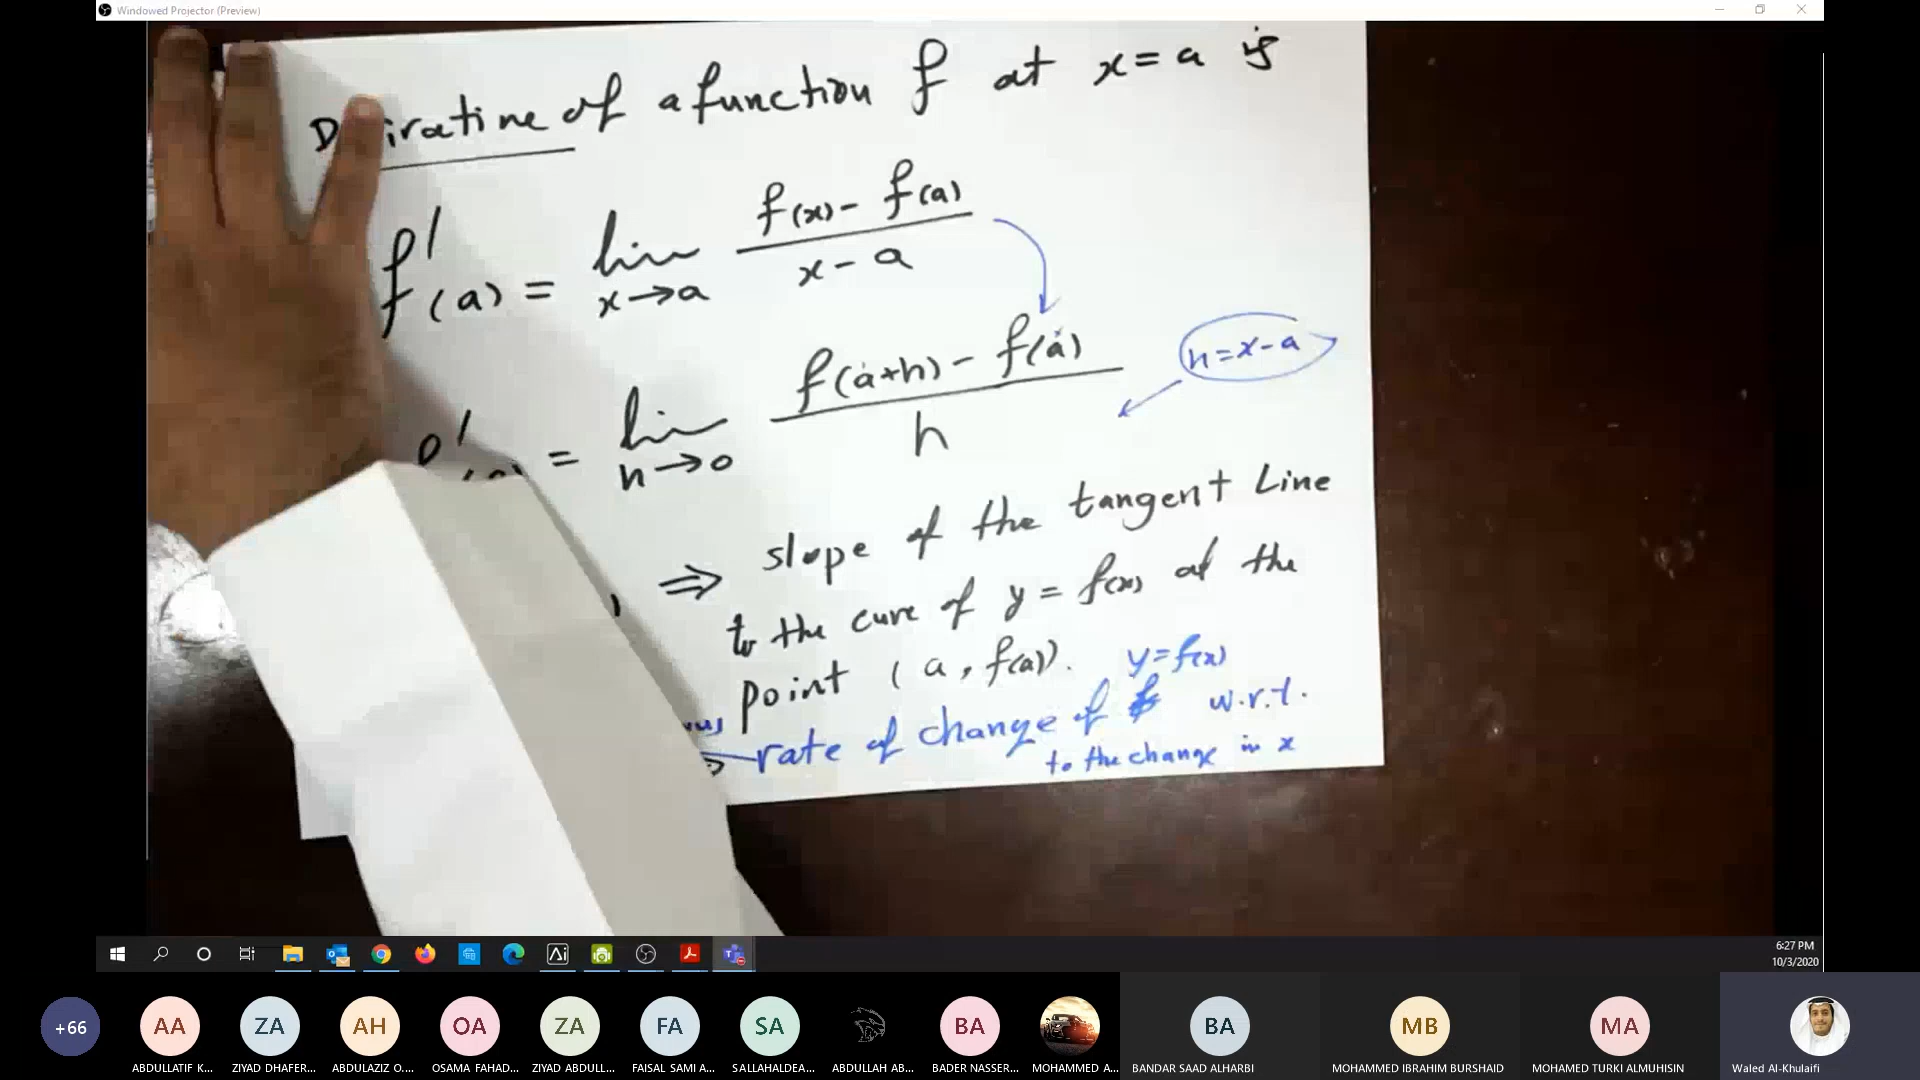 Windowed Projector (Preview)
Derivative of a function f at x = a is
f'(a) = lim x→a f(x) - f(a) / x - a
h = x - a
= lim h→0 f(a+h) - f(a) / h
⇒ slope of the tangent Line
to the curve of y = f(x) at the
point (a, f(a)). y = f(x)
rate of change of w.r.t.
to the change in x
6:27 PM
10/3/2020
+66
AA
ZA
AH
OA
ZA
FA
SA
BA
BA
MB
MA
ABDULLATIF K...
ZIYAD DHAFER...
ABDULAZIZ O....
OSAMA FAHAD...
ZIYAD ABDULL...
FAISAL SAMI A...
SALLAHALDEA...
ABDULLAH AB...
BADER NASSER...
MOHAMMED A...
BANDAR SAAD ALHARBI
MOHAMMED IBRAHIM BURSHAID
MOHAMED TURKI ALMUHISIN
Waled Al-Khulaifi